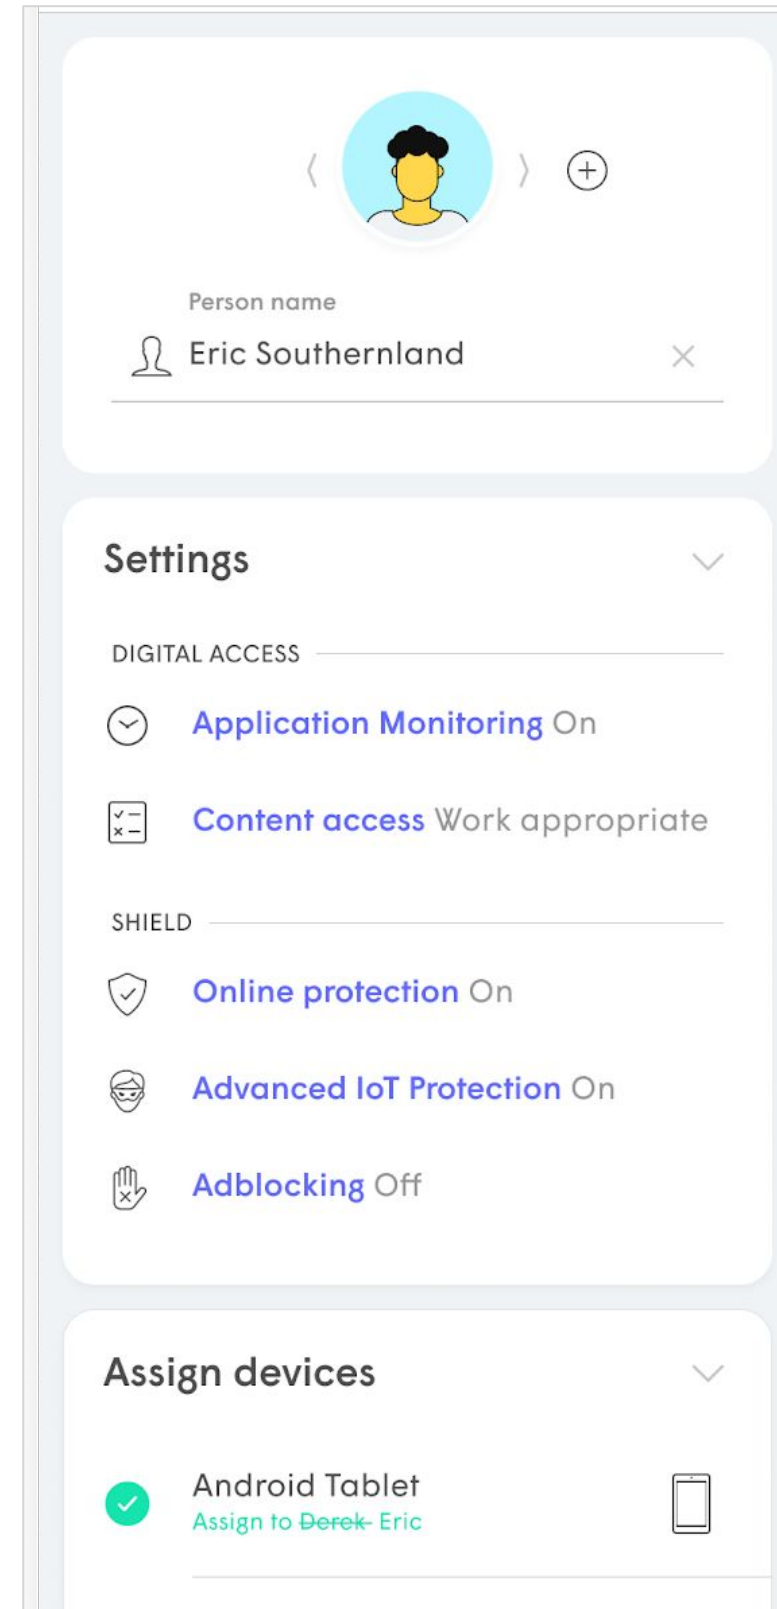 Person name
Eric Southernland
Settings
DIGITAL ACCESS
Application Monitoring On
Content access Work appropriate
SHIELD
Online protection On
Advanced IoT Protection On
Adblocking Off
Assign devices
Android Tablet
Assign to Derek Eric